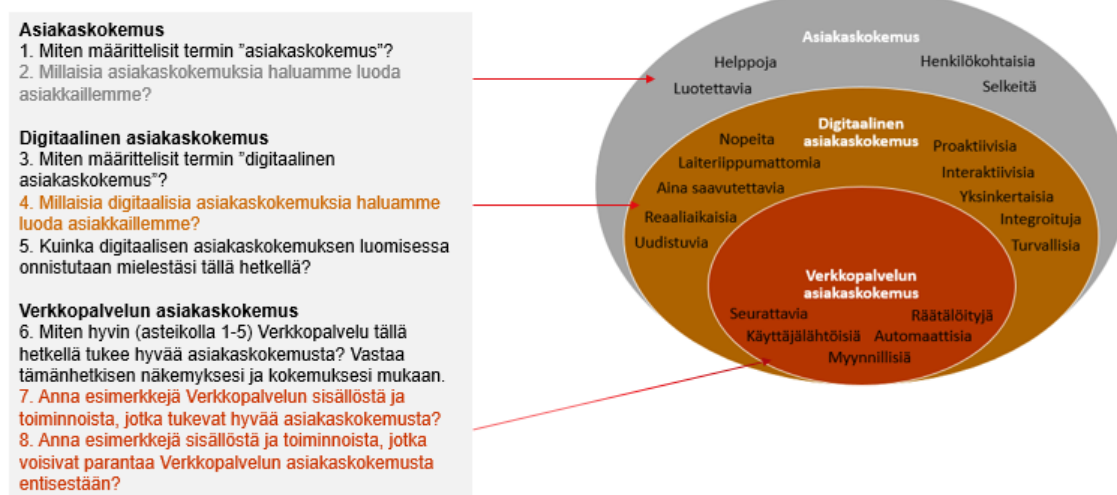 Asiakaskokemus
1. Miten määrittelisit termin ”asiakaskokemus”?
2. Millaisia asiakaskokemuksia haluamme luoda
asiakkaillemme?
Digitaalinen asiakaskokemus
3. Miten määrittelisit termin ”digitaalinen
asiakaskokemus”?
4. Millaisia digitaalisia asiakaskokemuksia haluamme
luoda asiakkaillemme?
5. Kuinka digitaalisen asiakaskokemuksen luomisessa
onnistutaan mielestäsi tällä hetkellä?
Verkkopalvelun asiakaskokemus
6. Miten hyvin (asteikolla 1-5) Verkkopalvelu tällä
hetkellä tukee hyvää asiakaskokemusta? Vastaa
tämänhetkisen näkemyksesi ja kokemuksesi mukaan.
7. Anna esimerkkejä Verkkopalvelun sisällöstä ja
toiminnoista, jotka tukevat hyvää asiakaskokemusta?
8. Anna esimerkkejä sisällöstä ja toiminnoista, jotka
voisivat parantaa Verkkopalvelun asiakaskokemusta
entisestään?
Asiakaskokemus
Helppoja
Henkilökohtaisia
Luotettavia
Selkeitä
Digitaalinen
asiakaskokemus
Nopeita
Proaktiivisia
Laiteriippumattomia
Interaktiivisia
Aina saavutettavia
Yksinkertaisia
Reaaliaikaisia
Integroituja
Uudistuvia
Turvallisia
Verkkopalvelun
asiakaskokemus
Seurattavia
Räätälöityjä
Käyttäjälähtöisiä
Automaattisia
Myynnillisiä